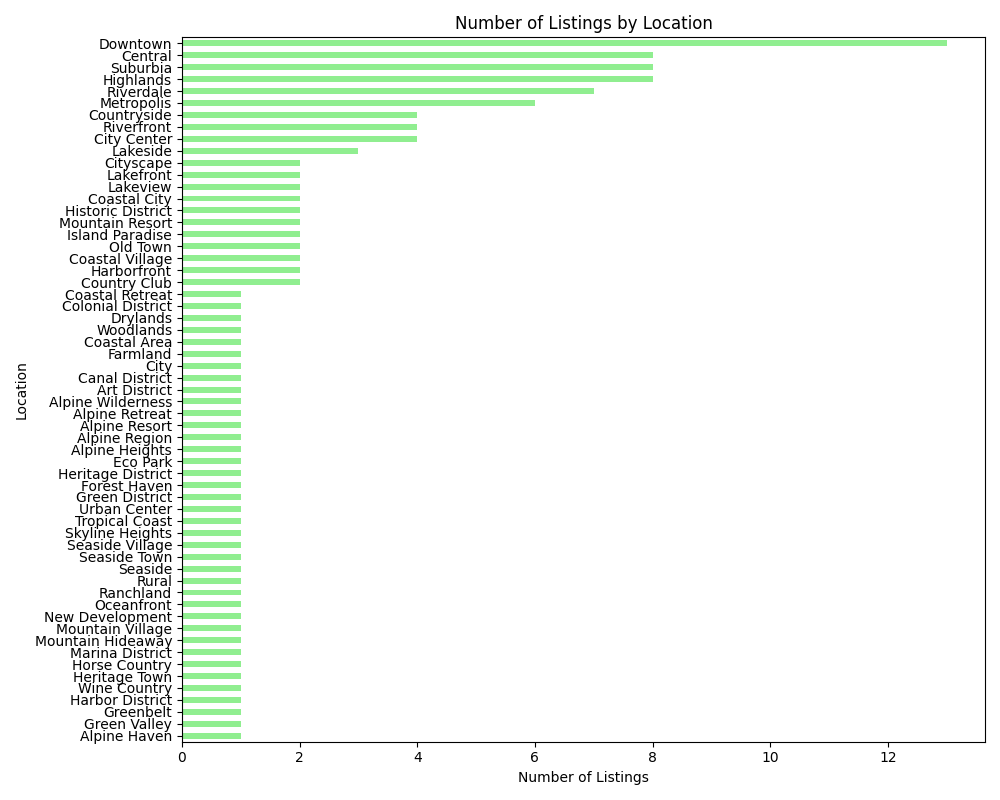 Number of Listings by Location
Downtown
Central
Suburbia
Highlands
Riverdale
Metropolis
Countryside
Riverfront
City Center
Lakeside
Cityscape
Lakefront
Lakeview
Coastal City
Historic District
Mountain Resort
Island Paradise
Old Town
Coastal Village
Harborfront
Country Club
Coastal Retreat
Colonial District
Drylands
Woodlands
Coastal Area
Farmland
City
Canal District
Art District
Alpine Wilderness
Alpine Retreat
Alpine Resort
Alpine Region
Alpine Heights
Eco Park
Heritage District
Forest Haven
Green District
Urban Center
Tropical Coast
Skyline Heights
Seaside Village
Seaside Town
Seaside
Rural
Ranchland
Oceanfront
New Development
Mountain Village
Mountain Hideaway
Marina District
Horse Country
Heritage Town
Wine Country
Harbor District
Greenbelt
Green Valley
Alpine Haven
Location
0 2 4 6 8 10 12
Number of Listings